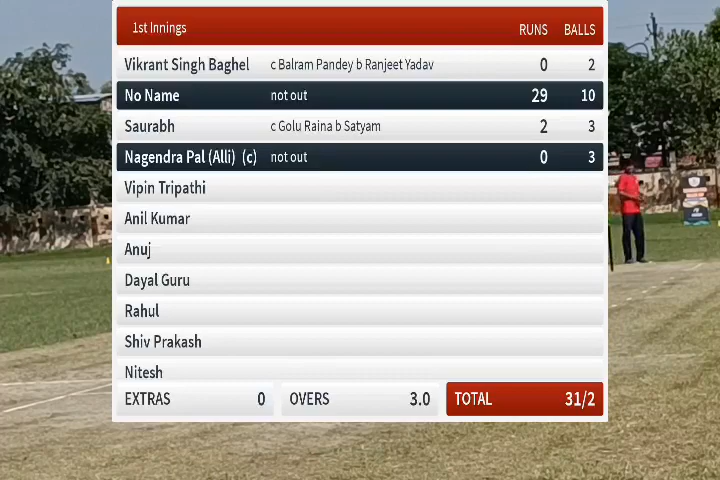 1st Innings RUNS BALLS
Vikrant Singh Baghel c Balram Pandey b Ranjeet Yadav 0 2
No Name not out 29 10
Saurabh c Golu Raina b Satyam 2 3
Nagendra Pal (Alli) (c) not out 0 3
Vipin Tripathi
Anil Kumar
Anuj
Dayal Guru
Rahul
Shiv Prakash
Nitesh
EXTRAS 0 OVERS 3.0 TOTAL 31/2